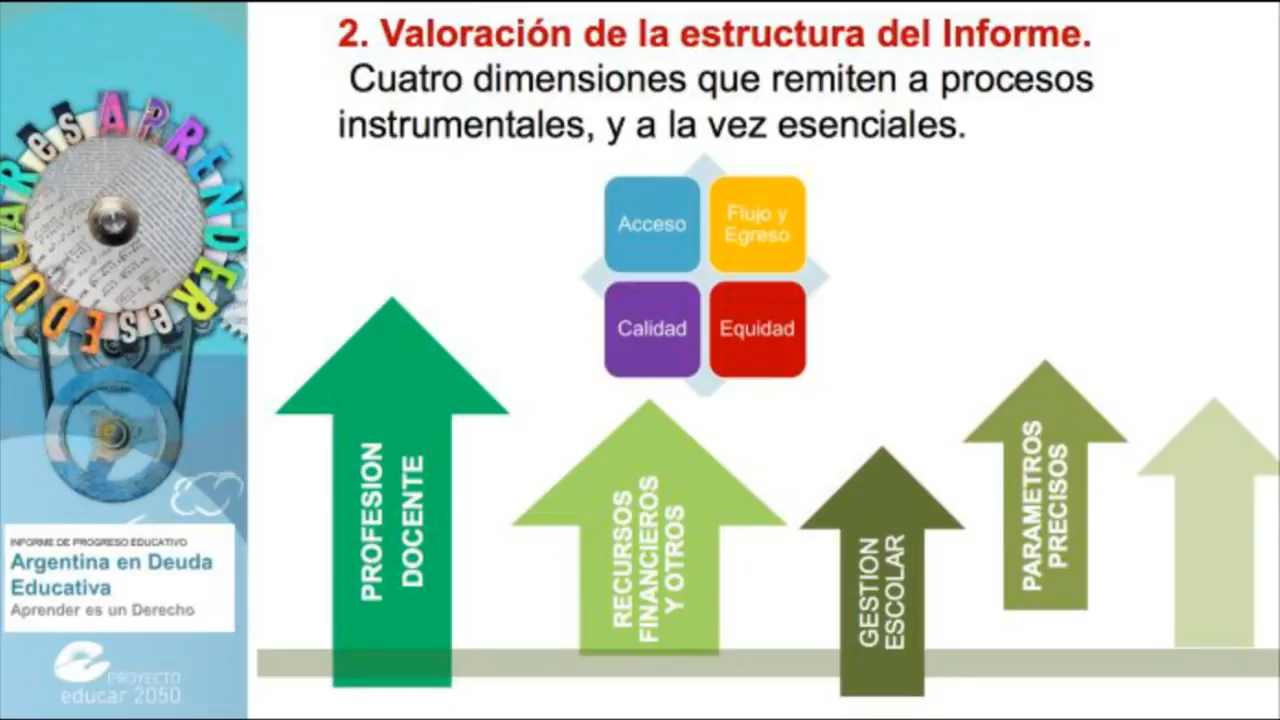 2. Valoración de la estructura del Informe.
Cuatro dimensiones que remiten a procesos
instrumentales, y a la vez esenciales.
Acceso
Flujo y
Egreso
Calidad
Equidad
PROFESION
DOCENTE
RECURSOS
FINANCIEROS
Y OTROS
GESTION
ESCOLAR
PARAMETROS
PRECISOS
EDUCAR ES APRENDER
INFORME DE PROGRESO EDUCATIVO
Argentina en Deuda
Educativa
Aprender es un Derecho
PROYECTO
educar 2050